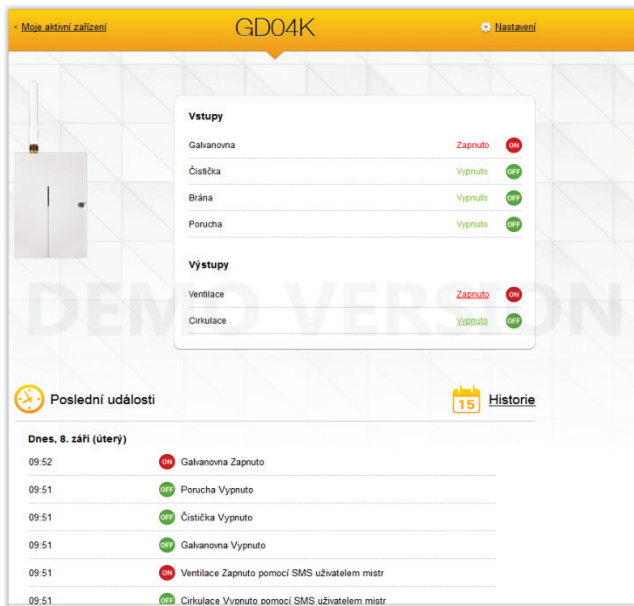 ‹ Moje aktivní zařízení GD04K Nastavení
Vstupy
Galvanovna Zapnuto ON
Čistička Vypnuto OFF
Brána Vypnuto OFF
Porucha Vypnuto OFF
Výstupy
Ventilace Zapnuto ON
Cirkulace Vypnuto OFF
DEMO VERSION
Poslední události 15 Historie
Dnes, 8. září (úterý)
09:52 ON Galvanovna Zapnuto
09:51 OFF Porucha Vypnuto
09:51 OFF Čistička Vypnuto
09:51 OFF Galvanovna Vypnuto
09:51 ON Ventilace Zapnuto pomocí SMS uživatelem mistr
09:51 OFF Cirkulace Vypnuto pomocí SMS uživatelem mistr